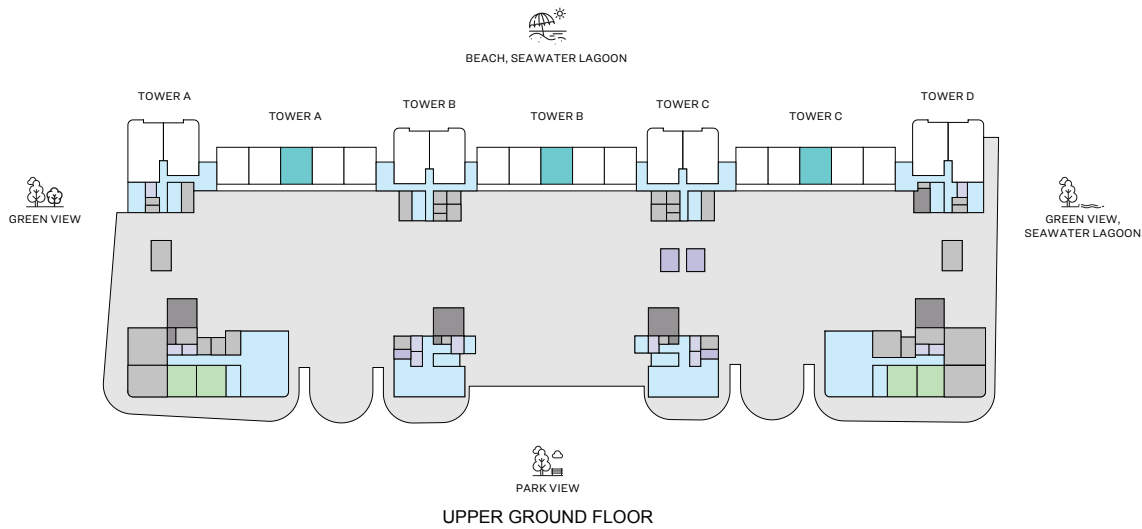 BEACH, SEAWATER LAGOON
TOWER A
TOWER A
TOWER B
TOWER B
TOWER C
TOWER C
TOWER D
GREEN VIEW
GREEN VIEW,
SEAWATER LAGOON
PARK VIEW
UPPER GROUND FLOOR